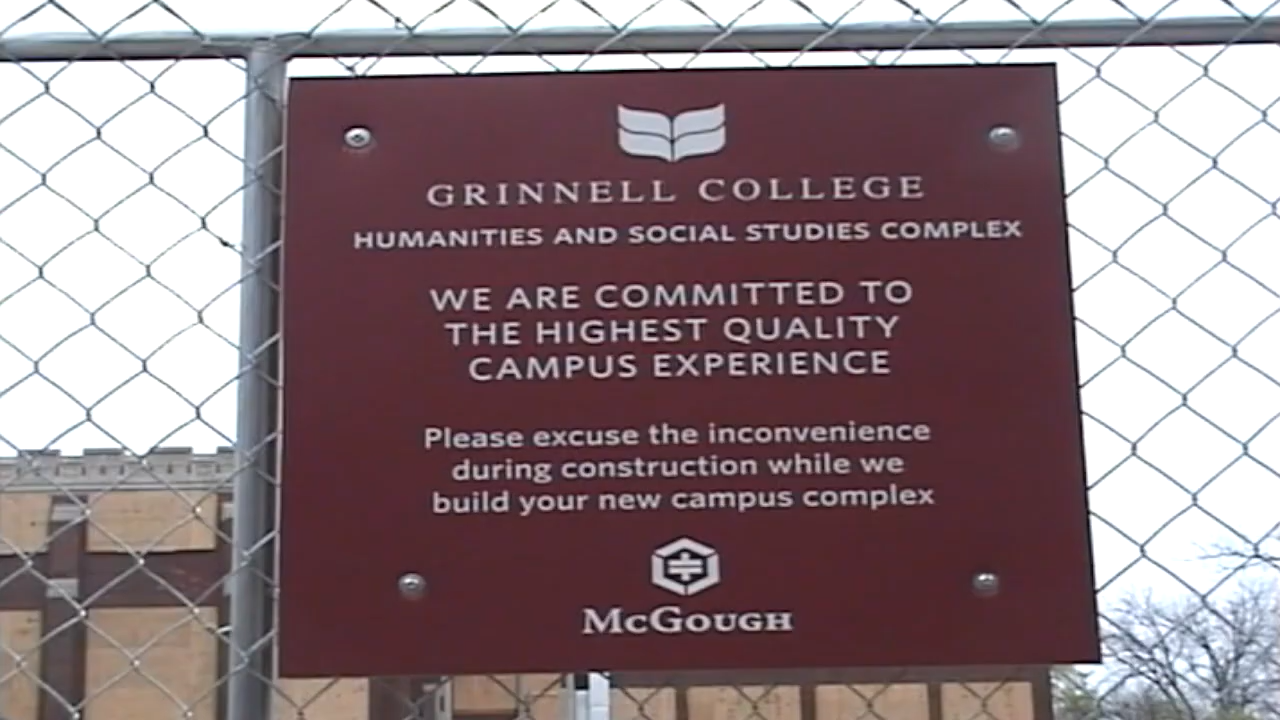 GRINNELL COLLEGE
HUMANITIES AND SOCIAL STUDIES COMPLEX
WE ARE COMMITTED TO
THE HIGHEST QUALITY
CAMPUS EXPERIENCE
Please excuse the inconvenience
during construction while we
build your new campus complex
McGOUGH